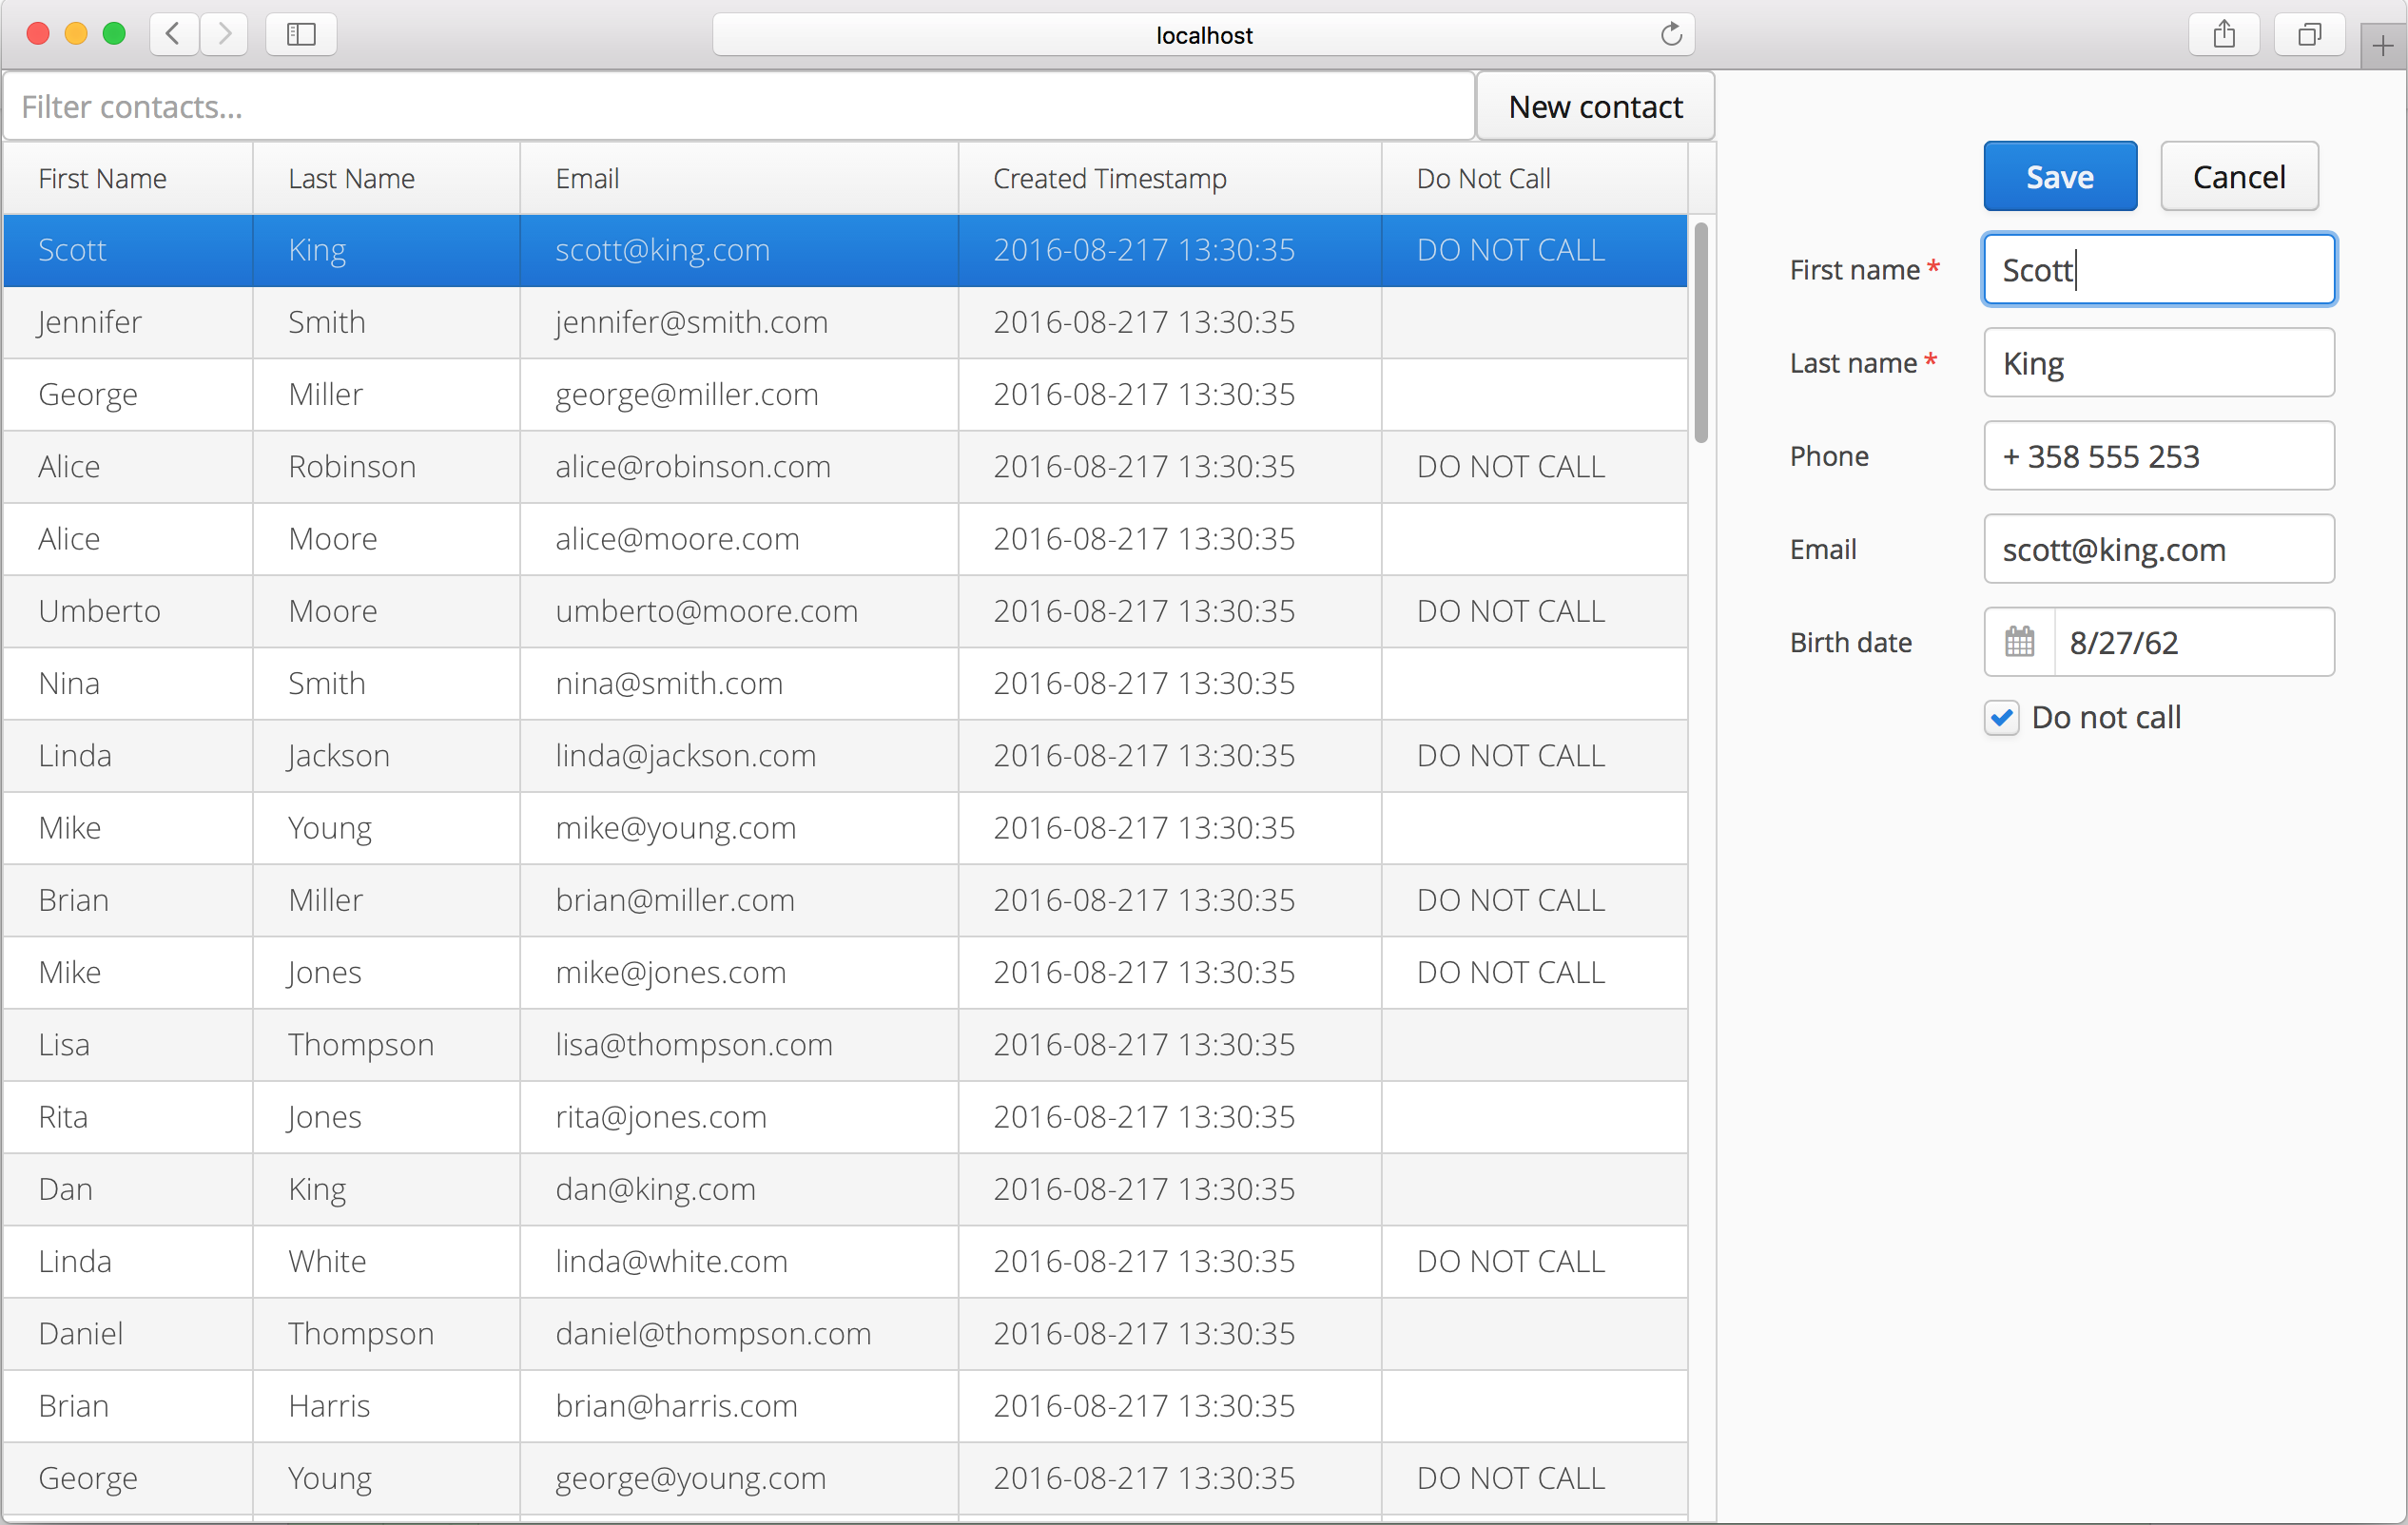 localhost
Filter contacts...
New contact
First Name Last Name Email Created Timestamp Do Not Call
Scott King scott@king.com 2016-08-217 13:30:35 DO NOT CALL
Jennifer Smith jennifer@smith.com 2016-08-217 13:30:35
George Miller george@miller.com 2016-08-217 13:30:35
Alice Robinson alice@robinson.com 2016-08-217 13:30:35 DO NOT CALL
Alice Moore alice@moore.com 2016-08-217 13:30:35
Umberto Moore umberto@moore.com 2016-08-217 13:30:35 DO NOT CALL
Nina Smith nina@smith.com 2016-08-217 13:30:35
Linda Jackson linda@jackson.com 2016-08-217 13:30:35 DO NOT CALL
Mike Young mike@young.com 2016-08-217 13:30:35
Brian Miller brian@miller.com 2016-08-217 13:30:35 DO NOT CALL
Mike Jones mike@jones.com 2016-08-217 13:30:35 DO NOT CALL
Lisa Thompson lisa@thompson.com 2016-08-217 13:30:35
Rita Jones rita@jones.com 2016-08-217 13:30:35
Dan King dan@king.com 2016-08-217 13:30:35
Linda White linda@white.com 2016-08-217 13:30:35 DO NOT CALL
Daniel Thompson daniel@thompson.com 2016-08-217 13:30:35
Brian Harris brian@harris.com 2016-08-217 13:30:35
George Young george@young.com 2016-08-217 13:30:35 DO NOT CALL
Save Cancel
First name * Scott
Last name * King
Phone + 358 555 253
Email scott@king.com
Birth date 8/27/62
Do not call